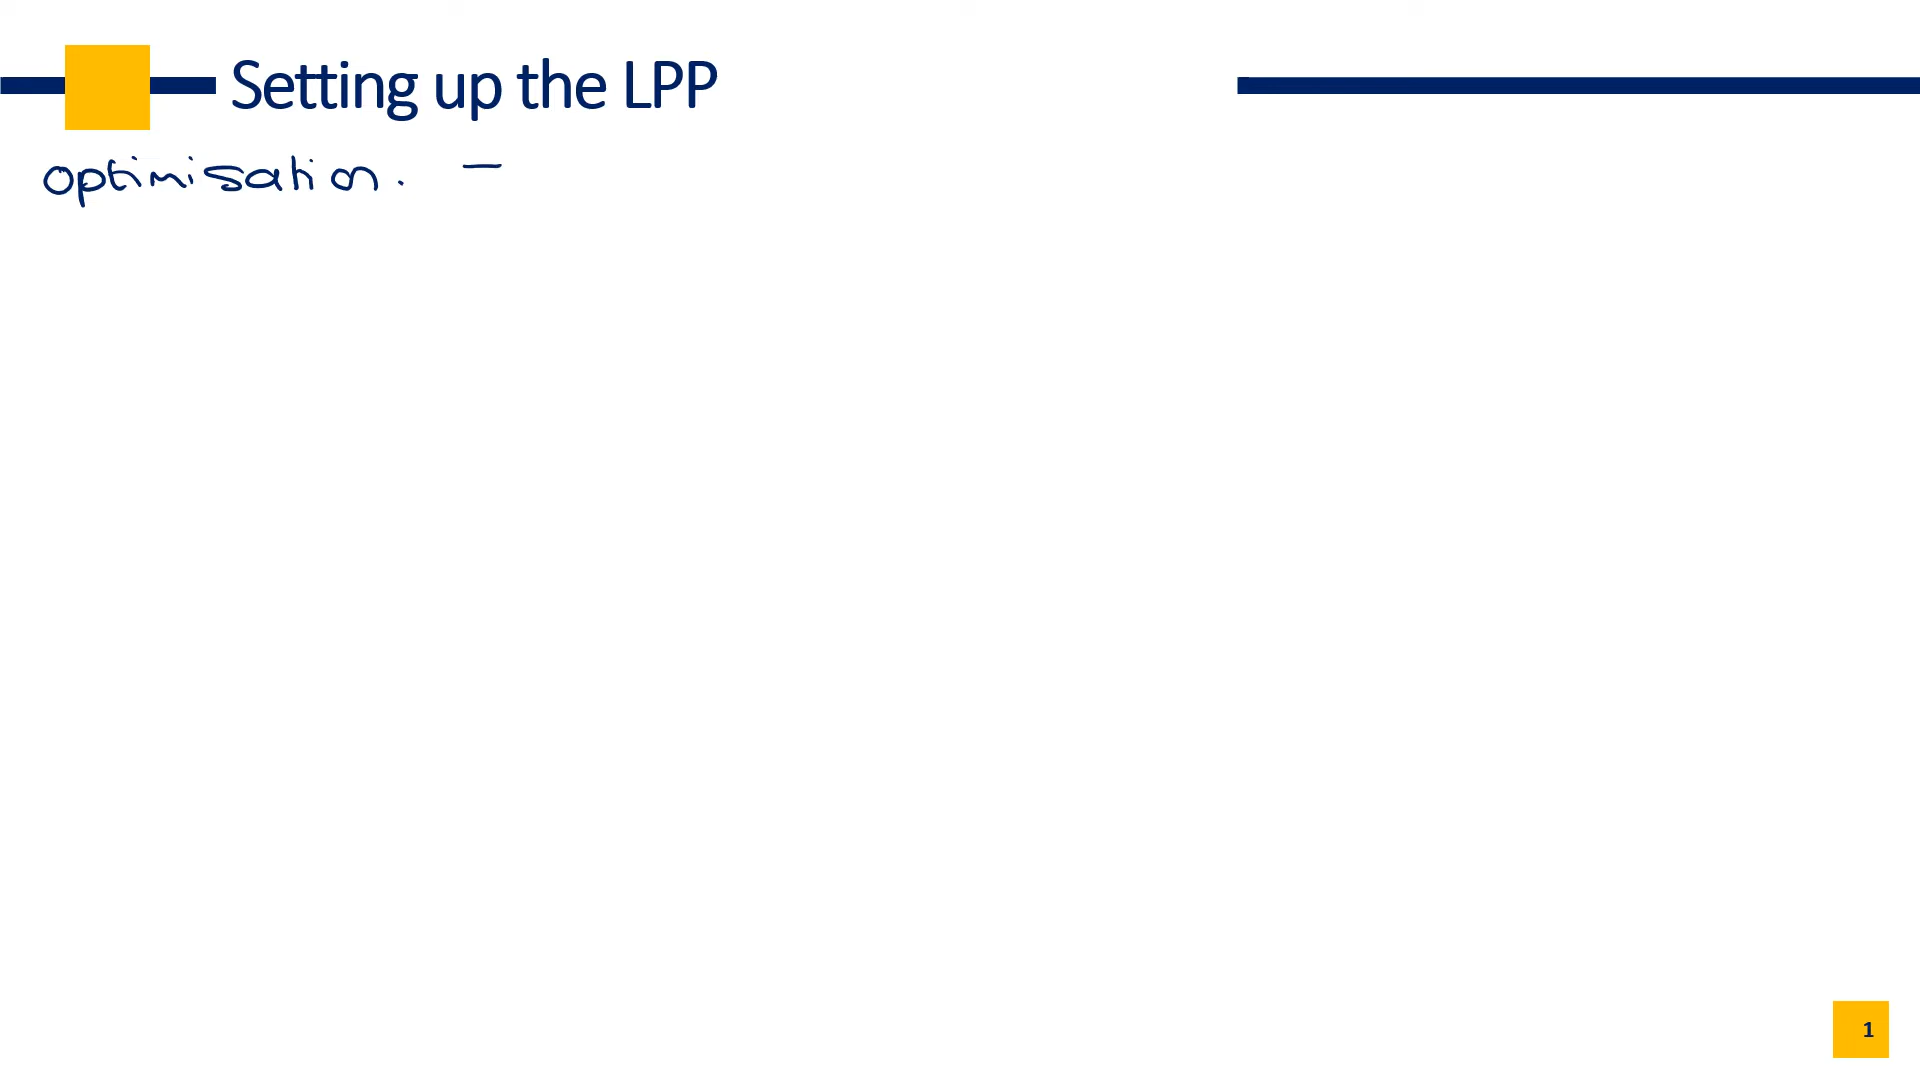 Setting up the LPP
optimisation. –
1